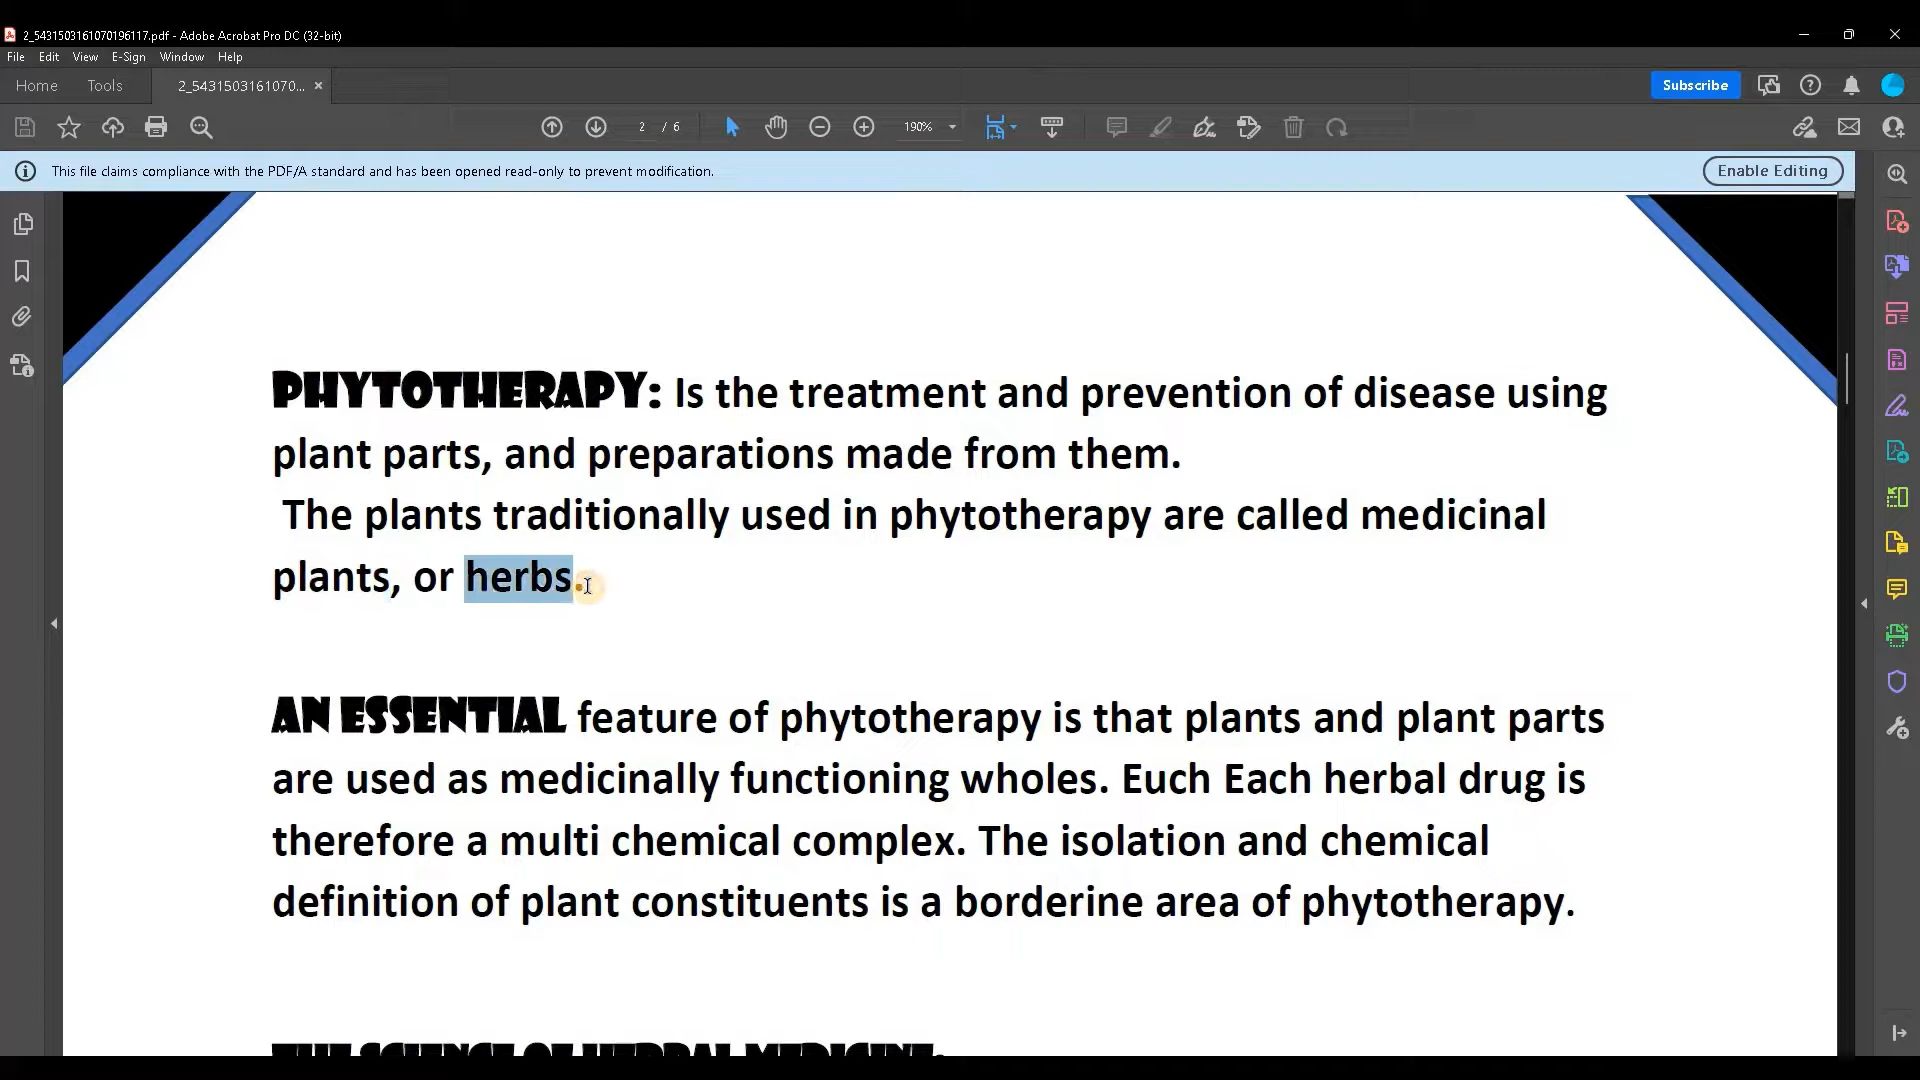 2_5431503161070196117.pdf - Adobe Acrobat Pro DC (32-bit)
File Edit View E-Sign Window Help
Home Tools 2_5431503161070... ×
Subscribe
2 / 6 190%
This file claims compliance with the PDF/A standard and has been opened read-only to prevent modification.
Enable Editing
PHYTOTHERAPY: Is the treatment and prevention of disease using
plant parts, and preparations made from them.
The plants traditionally used in phytotherapy are called medicinal
plants, or herbs.
AN ESSENTIAL feature of phytotherapy is that plants and plant parts
are used as medicinally functioning wholes. Euch Each herbal drug is
therefore a multi chemical complex. The isolation and chemical
definition of plant constituents is a borderine area of phytotherapy.
THE SCIENCE OF HERBAL MEDICINE: